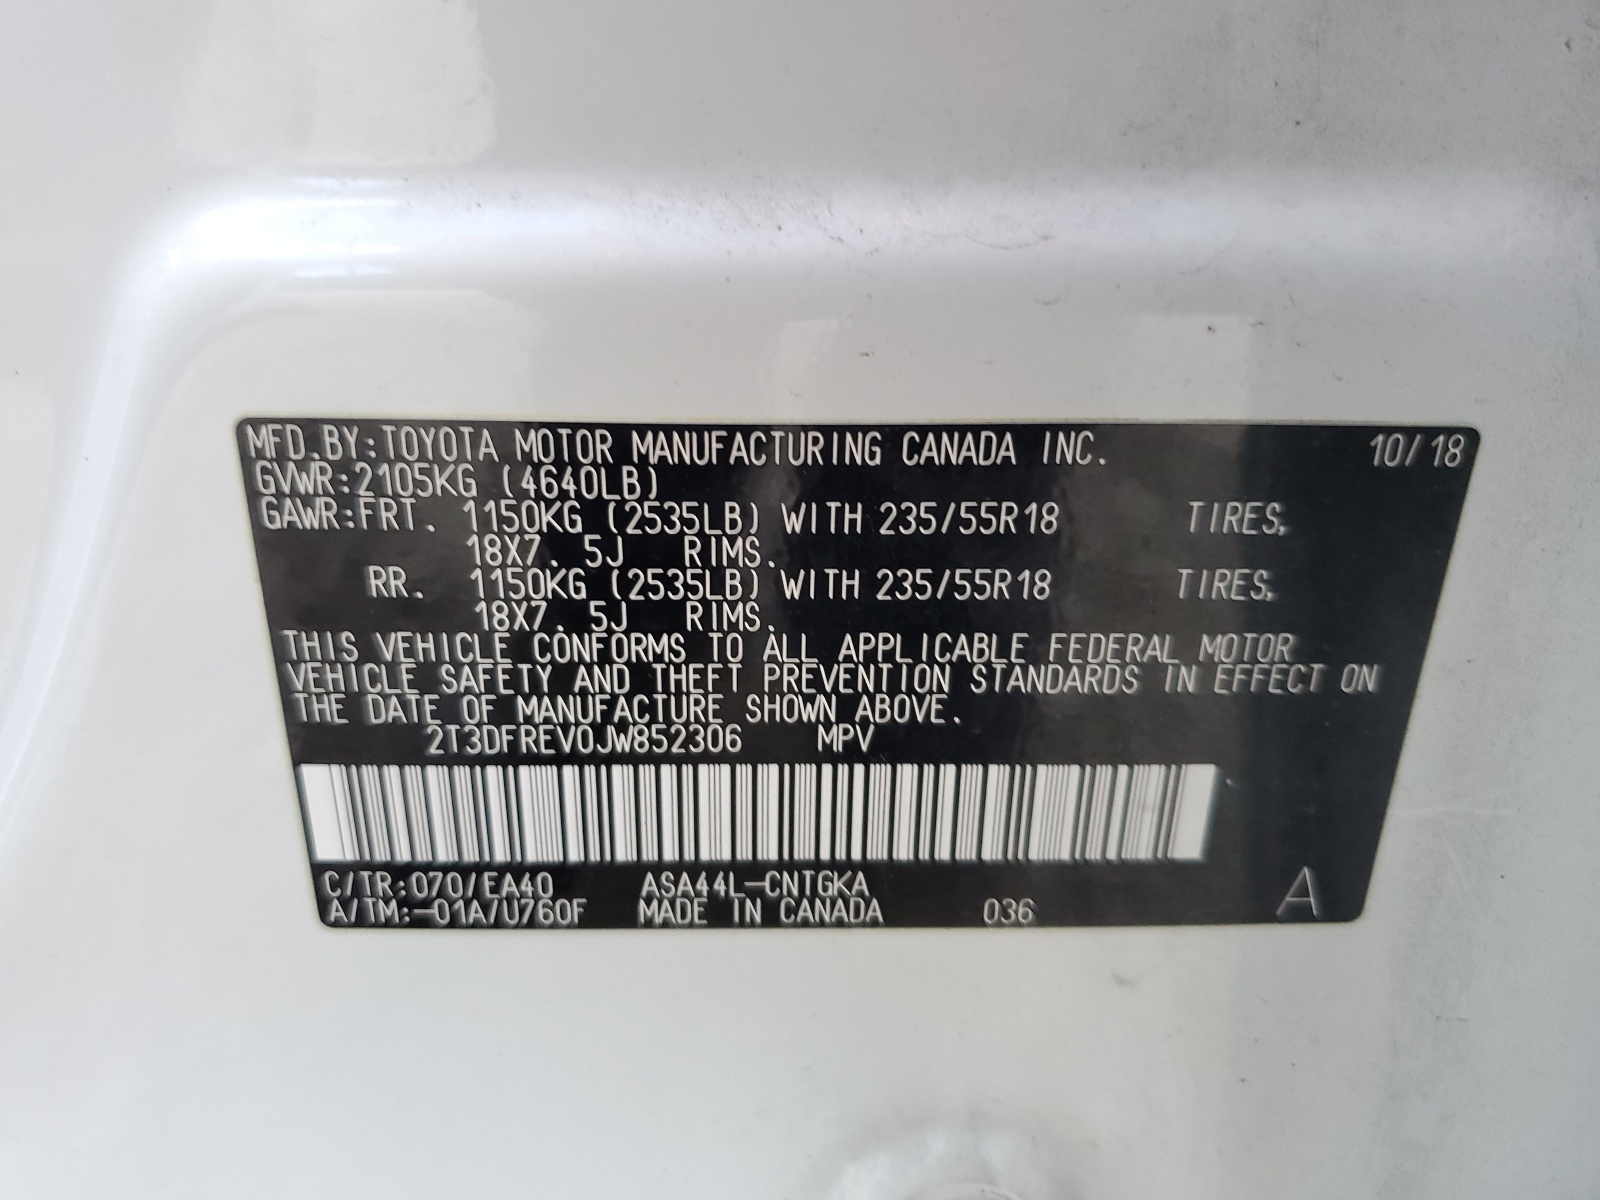 MFD.BY:TOYOTA MOTOR MANUFACTURING CANADA INC. 10/18
GVWR:2105KG (4640LB)
GAWR:FRT. 1150KG (2535LB) WITH 235/55R18 TIRES,
18X7.5J RIMS.
RR. 1150KG (2535LB) WITH 235/55R18 TIRES,
18X7.5J RIMS.
THIS VEHICLE CONFORMS TO ALL APPLICABLE FEDERAL MOTOR
VEHICLE SAFETY AND THEFT PREVENTION STANDARDS IN EFFECT ON
THE DATE OF MANUFACTURE SHOWN ABOVE.
2T3DFREV0JW852306 MPV
C/TR:070/EA40 ASA44L-CNTGKA
A/TM:-01A/U760F MADE IN CANADA 036 A